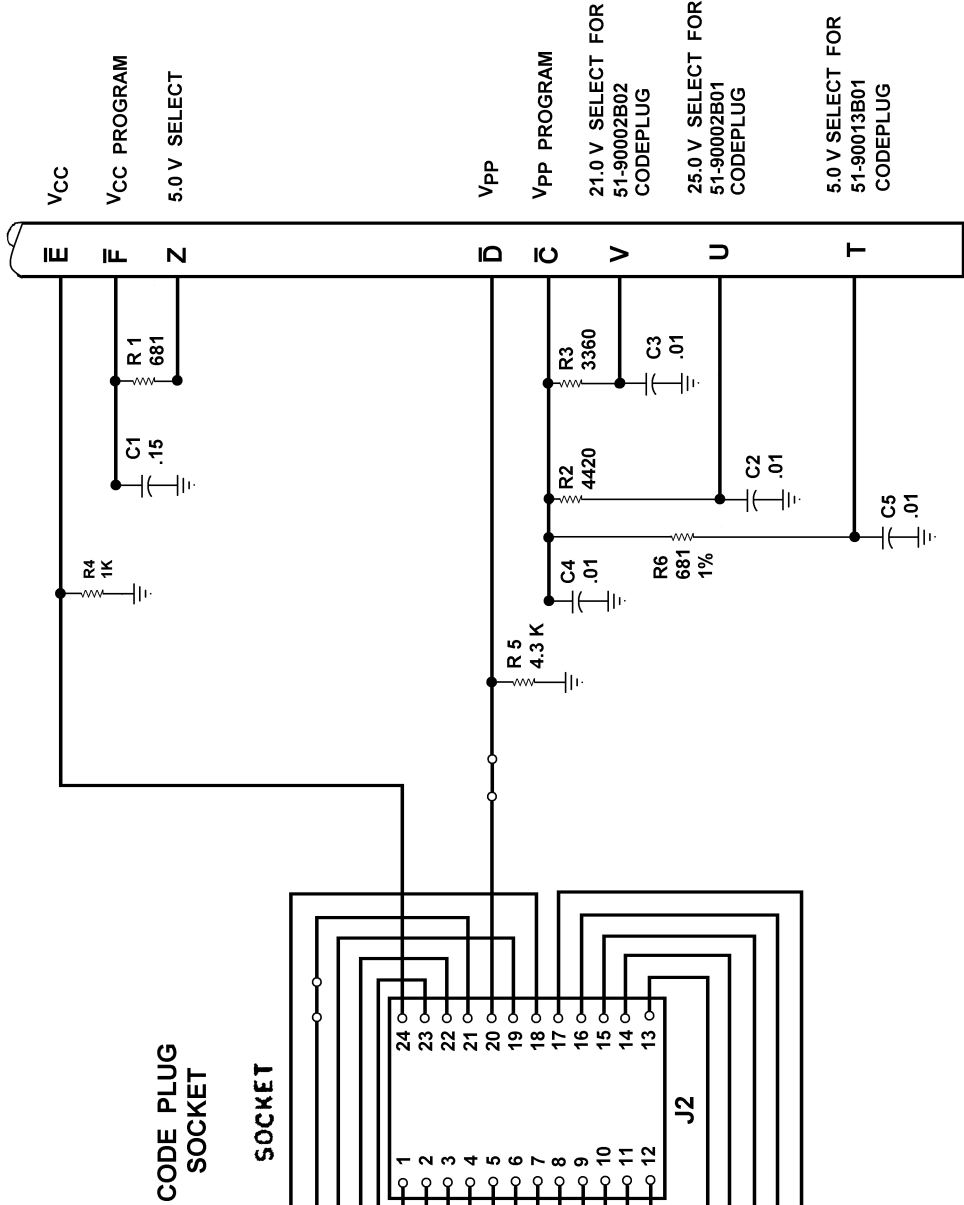 VCC
VCC PROGRAM
5.0 V SELECT
VPP
VPP PROGRAM
21.0 V SELECT FOR
51-90002B02
CODEPLUG
25.0 V SELECT FOR
51-90002B01
CODEPLUG
5.0 V SELECT FOR
51-90013B01
CODEPLUG
E̅
F̅
Z
D̅
C̅
V
U
T
R 1
681
C1
.15
R4
1K
R3
3360
C3
.01
R2
4420
C2
.01
R6
681
1%
C5
.01
C4
.01
R 5
4.3 K
CODE PLUG
SOCKET
SOCKET
24
23
22
21
20
19
18
17
16
15
14
13
J2
1
2
3
4
5
6
7
8
9
10
11
12